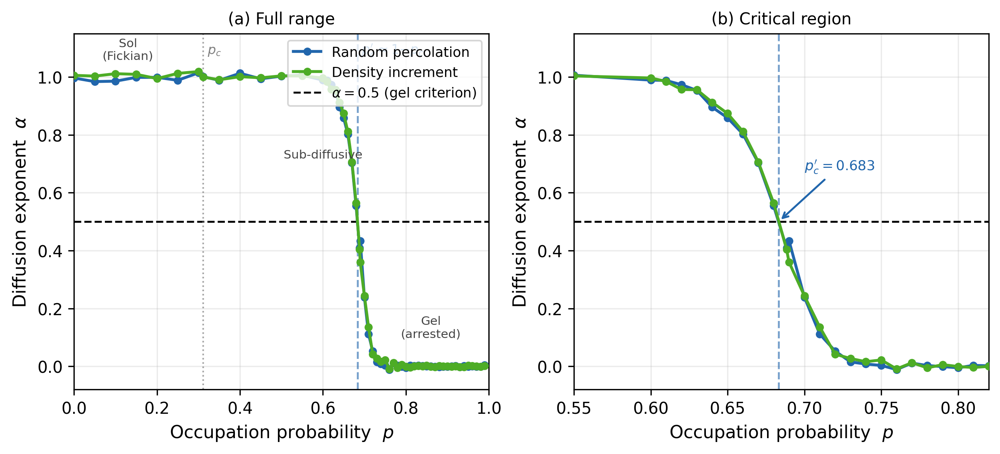 (a) Full range
Sol
(Fickian)
p_c
Random percolation
Density increment
α = 0.5 (gel criterion)
Sub-diffusive
Gel
(arrested)
1.0
0.8
0.6
0.4
0.2
0.0
Diffusion exponent α
0.0 0.2 0.4 0.6 0.8 1.0
Occupation probability p
(b) Critical region
p′_c = 0.683
1.0
0.8
0.6
0.4
0.2
0.0
Diffusion exponent α
0.55 0.60 0.65 0.70 0.75 0.80
Occupation probability p